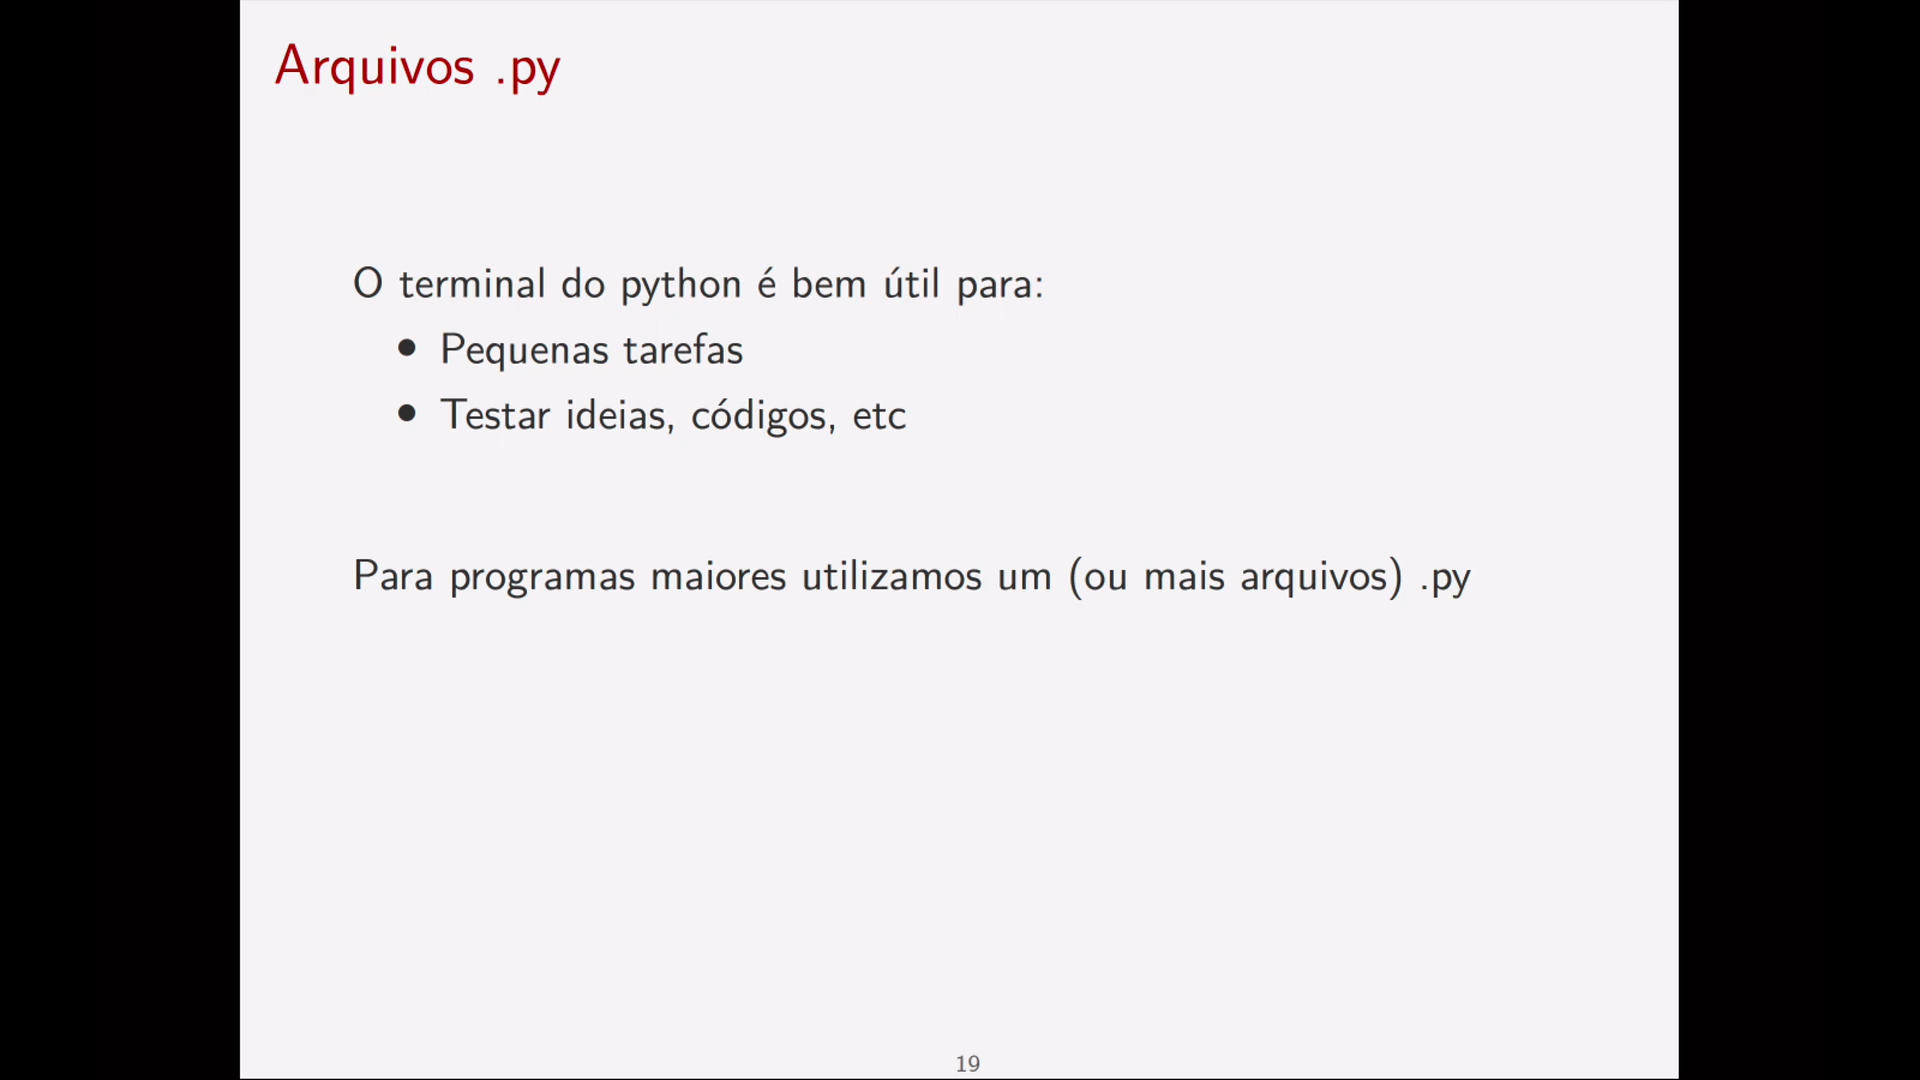 Arquivos .py
O terminal do python é bem útil para:
• Pequenas tarefas
• Testar ideias, códigos, etc
Para programas maiores utilizamos um (ou mais arquivos) .py
19